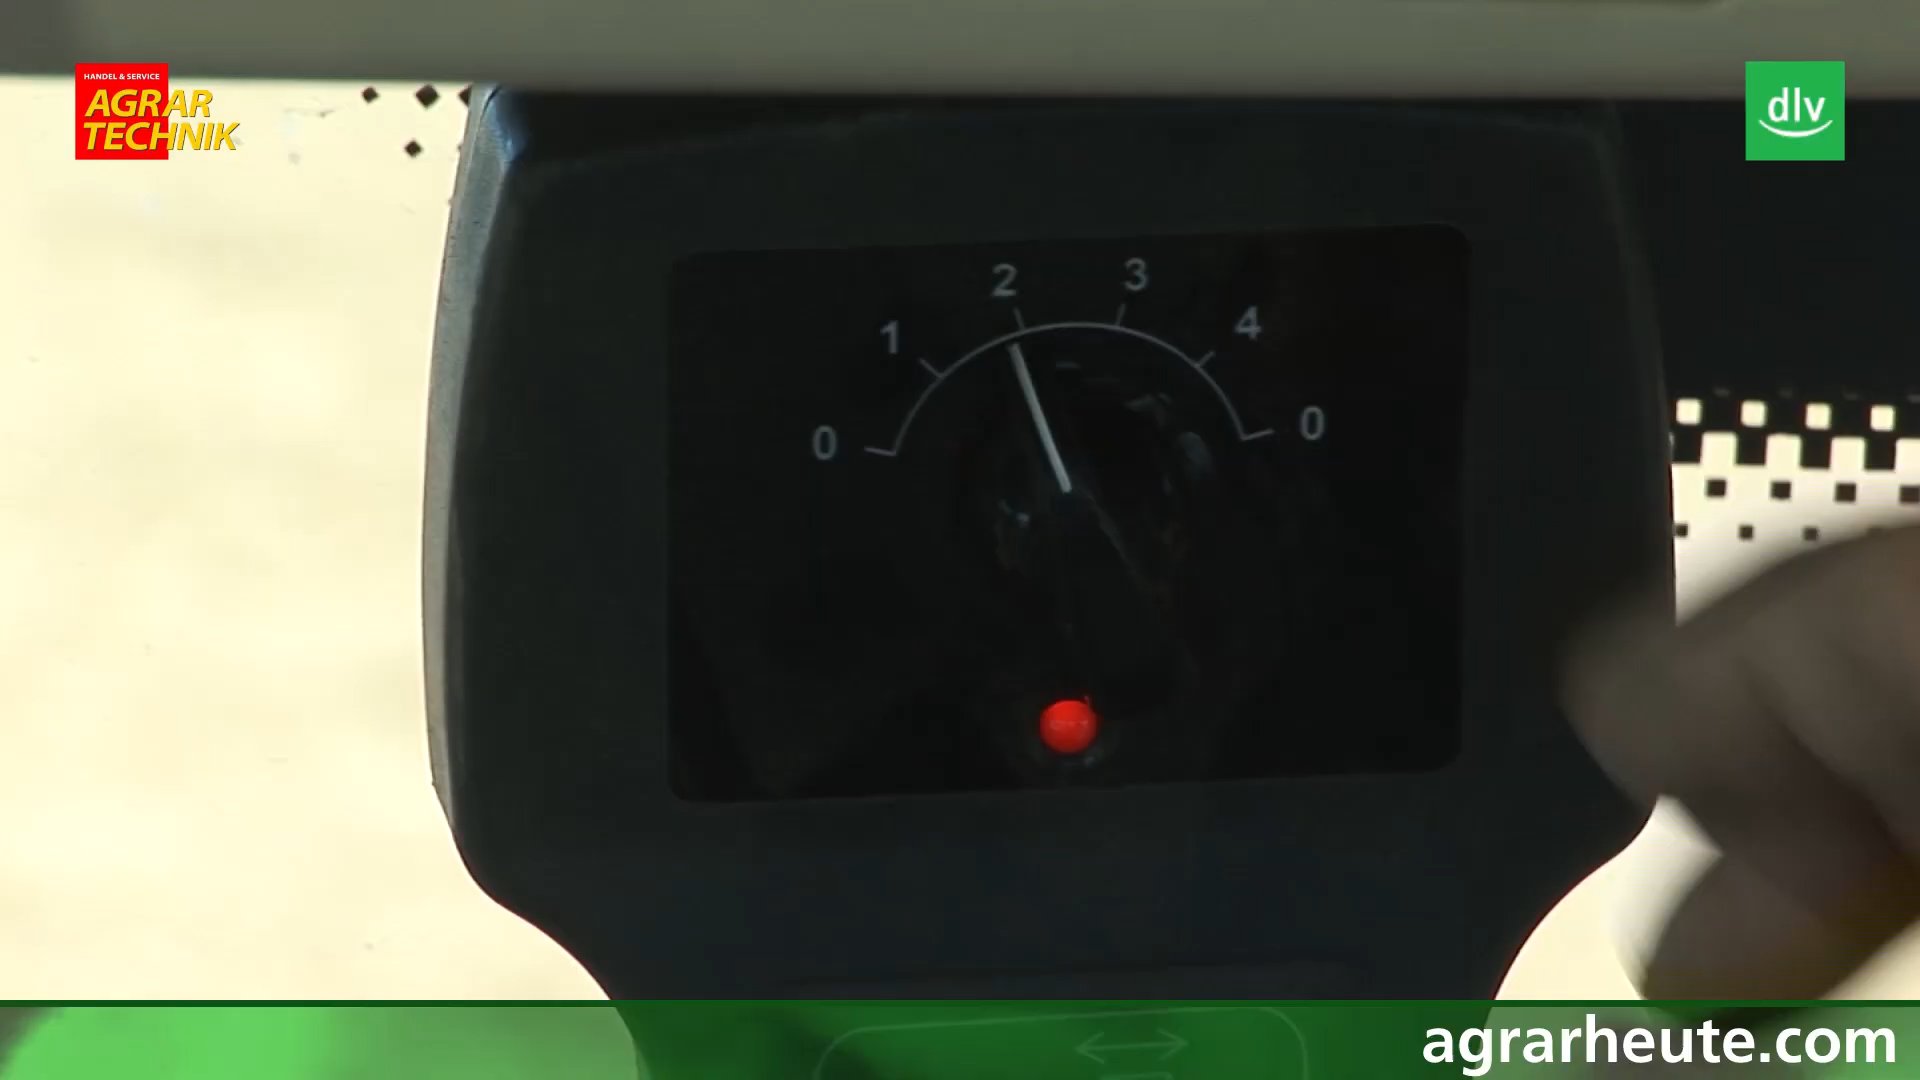 HANDEL & SERVICE
AGRAR
TECHNIK
dlv
0 1 2 3 4 0
agrarheute.com